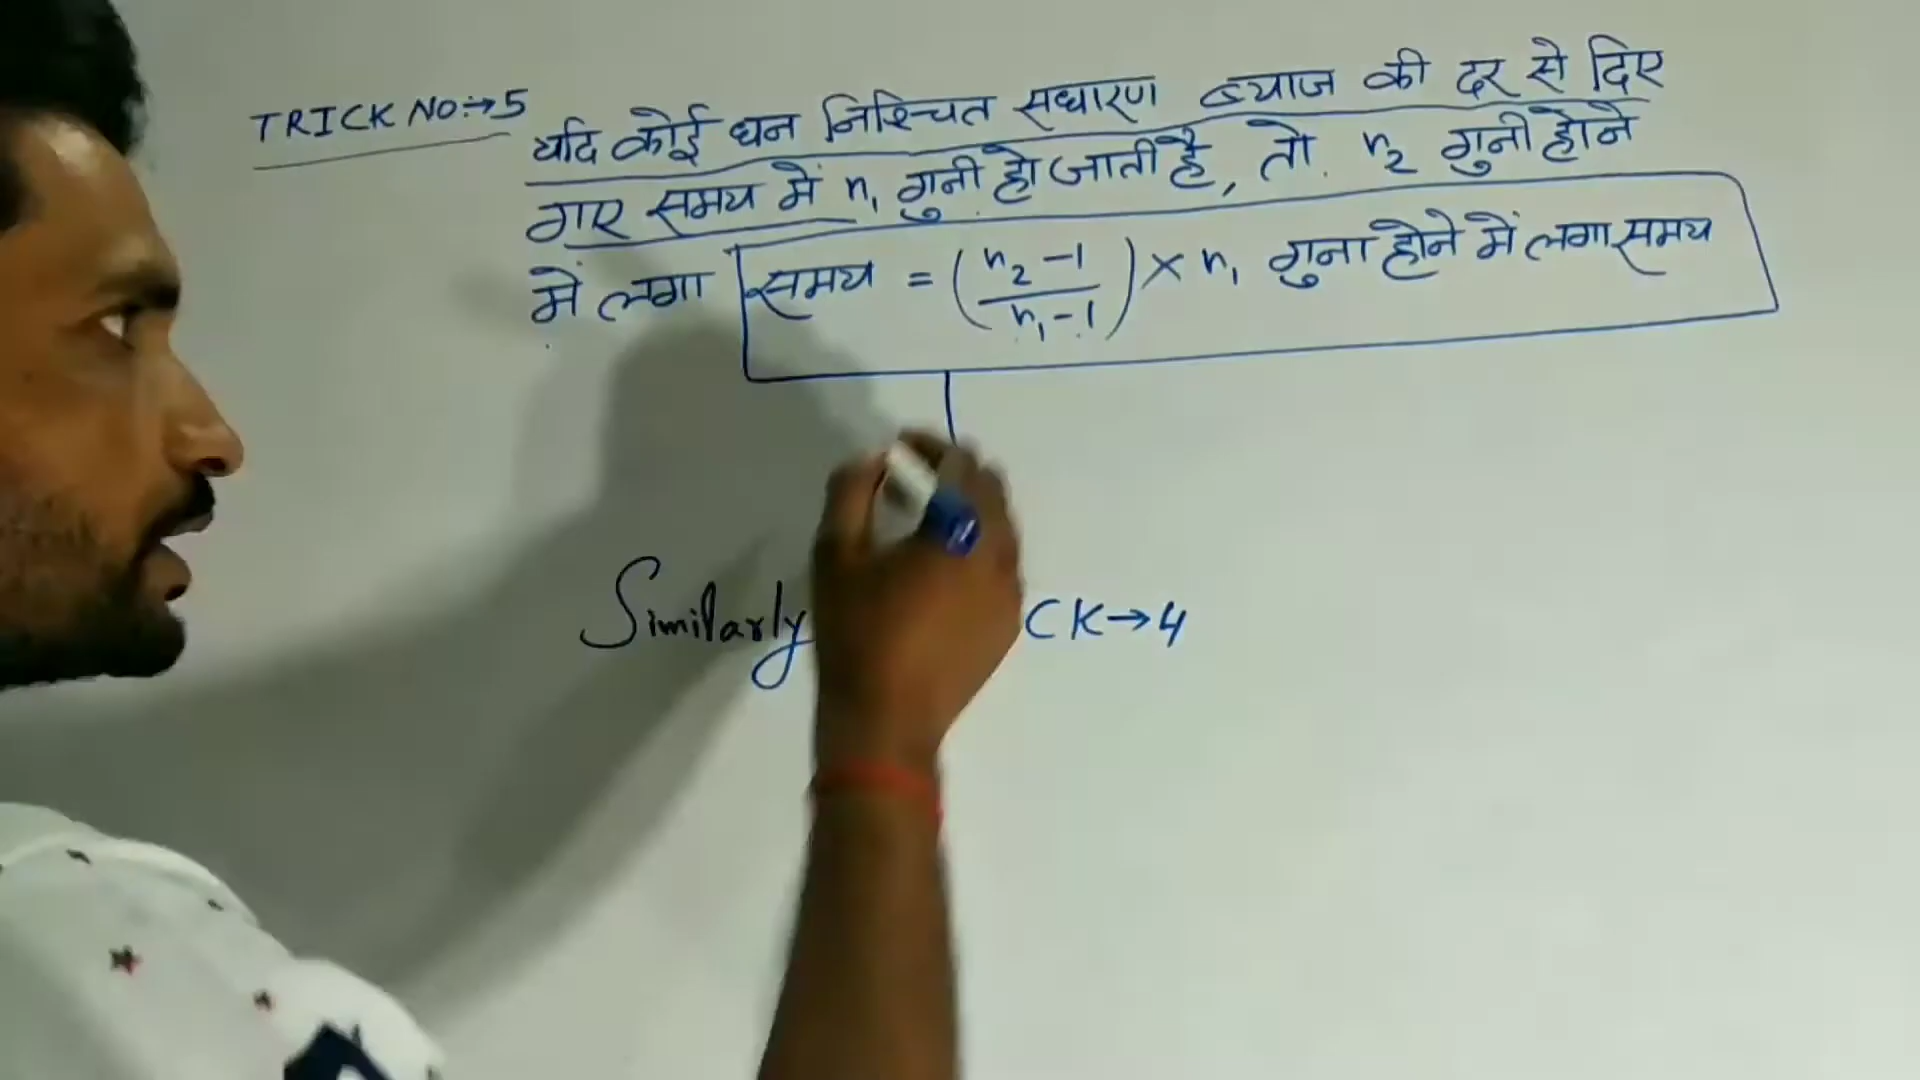 TRICK NO:→5
यदि कोई धन निश्चित सधारण ब्याज की दर से दिए
गए समय में n₁ गुनी हो जाती है, तो n₂ गुनी होने
में लगा समय = (n₂-1 / n₁-1) × n₁ गुना होने में लगा समय
Similarly CK→4